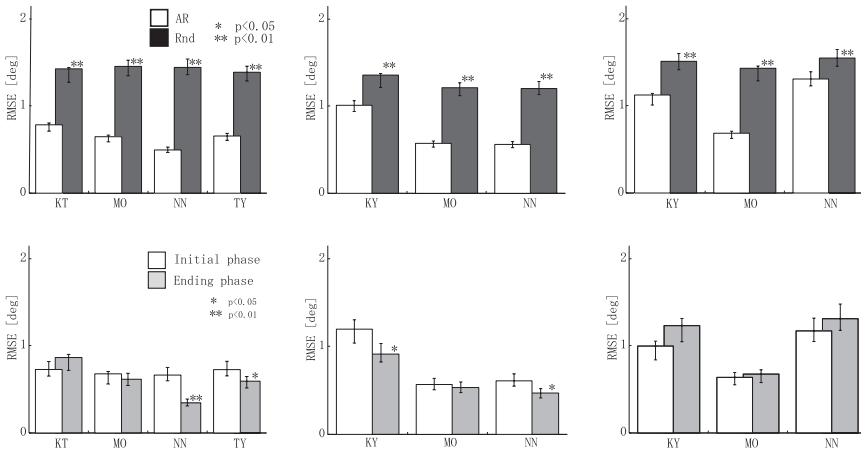 AR
Rnd
* p<0.05
** p<0.01
RMSE [deg]
2
1
0
** ** ** **
KT MO NN TY
RMSE [deg]
2
1
0
** ** **
KY MO NN
RMSE [deg]
2
1
0
** ** **
KY MO NN
Initial phase
Ending phase
* p<0.05
** p<0.01
RMSE [deg]
2
1
0
** *
KT MO NN TY
RMSE [deg]
2
1
0
* *
KY MO NN
RMSE [deg]
2
1
0
KY MO NN